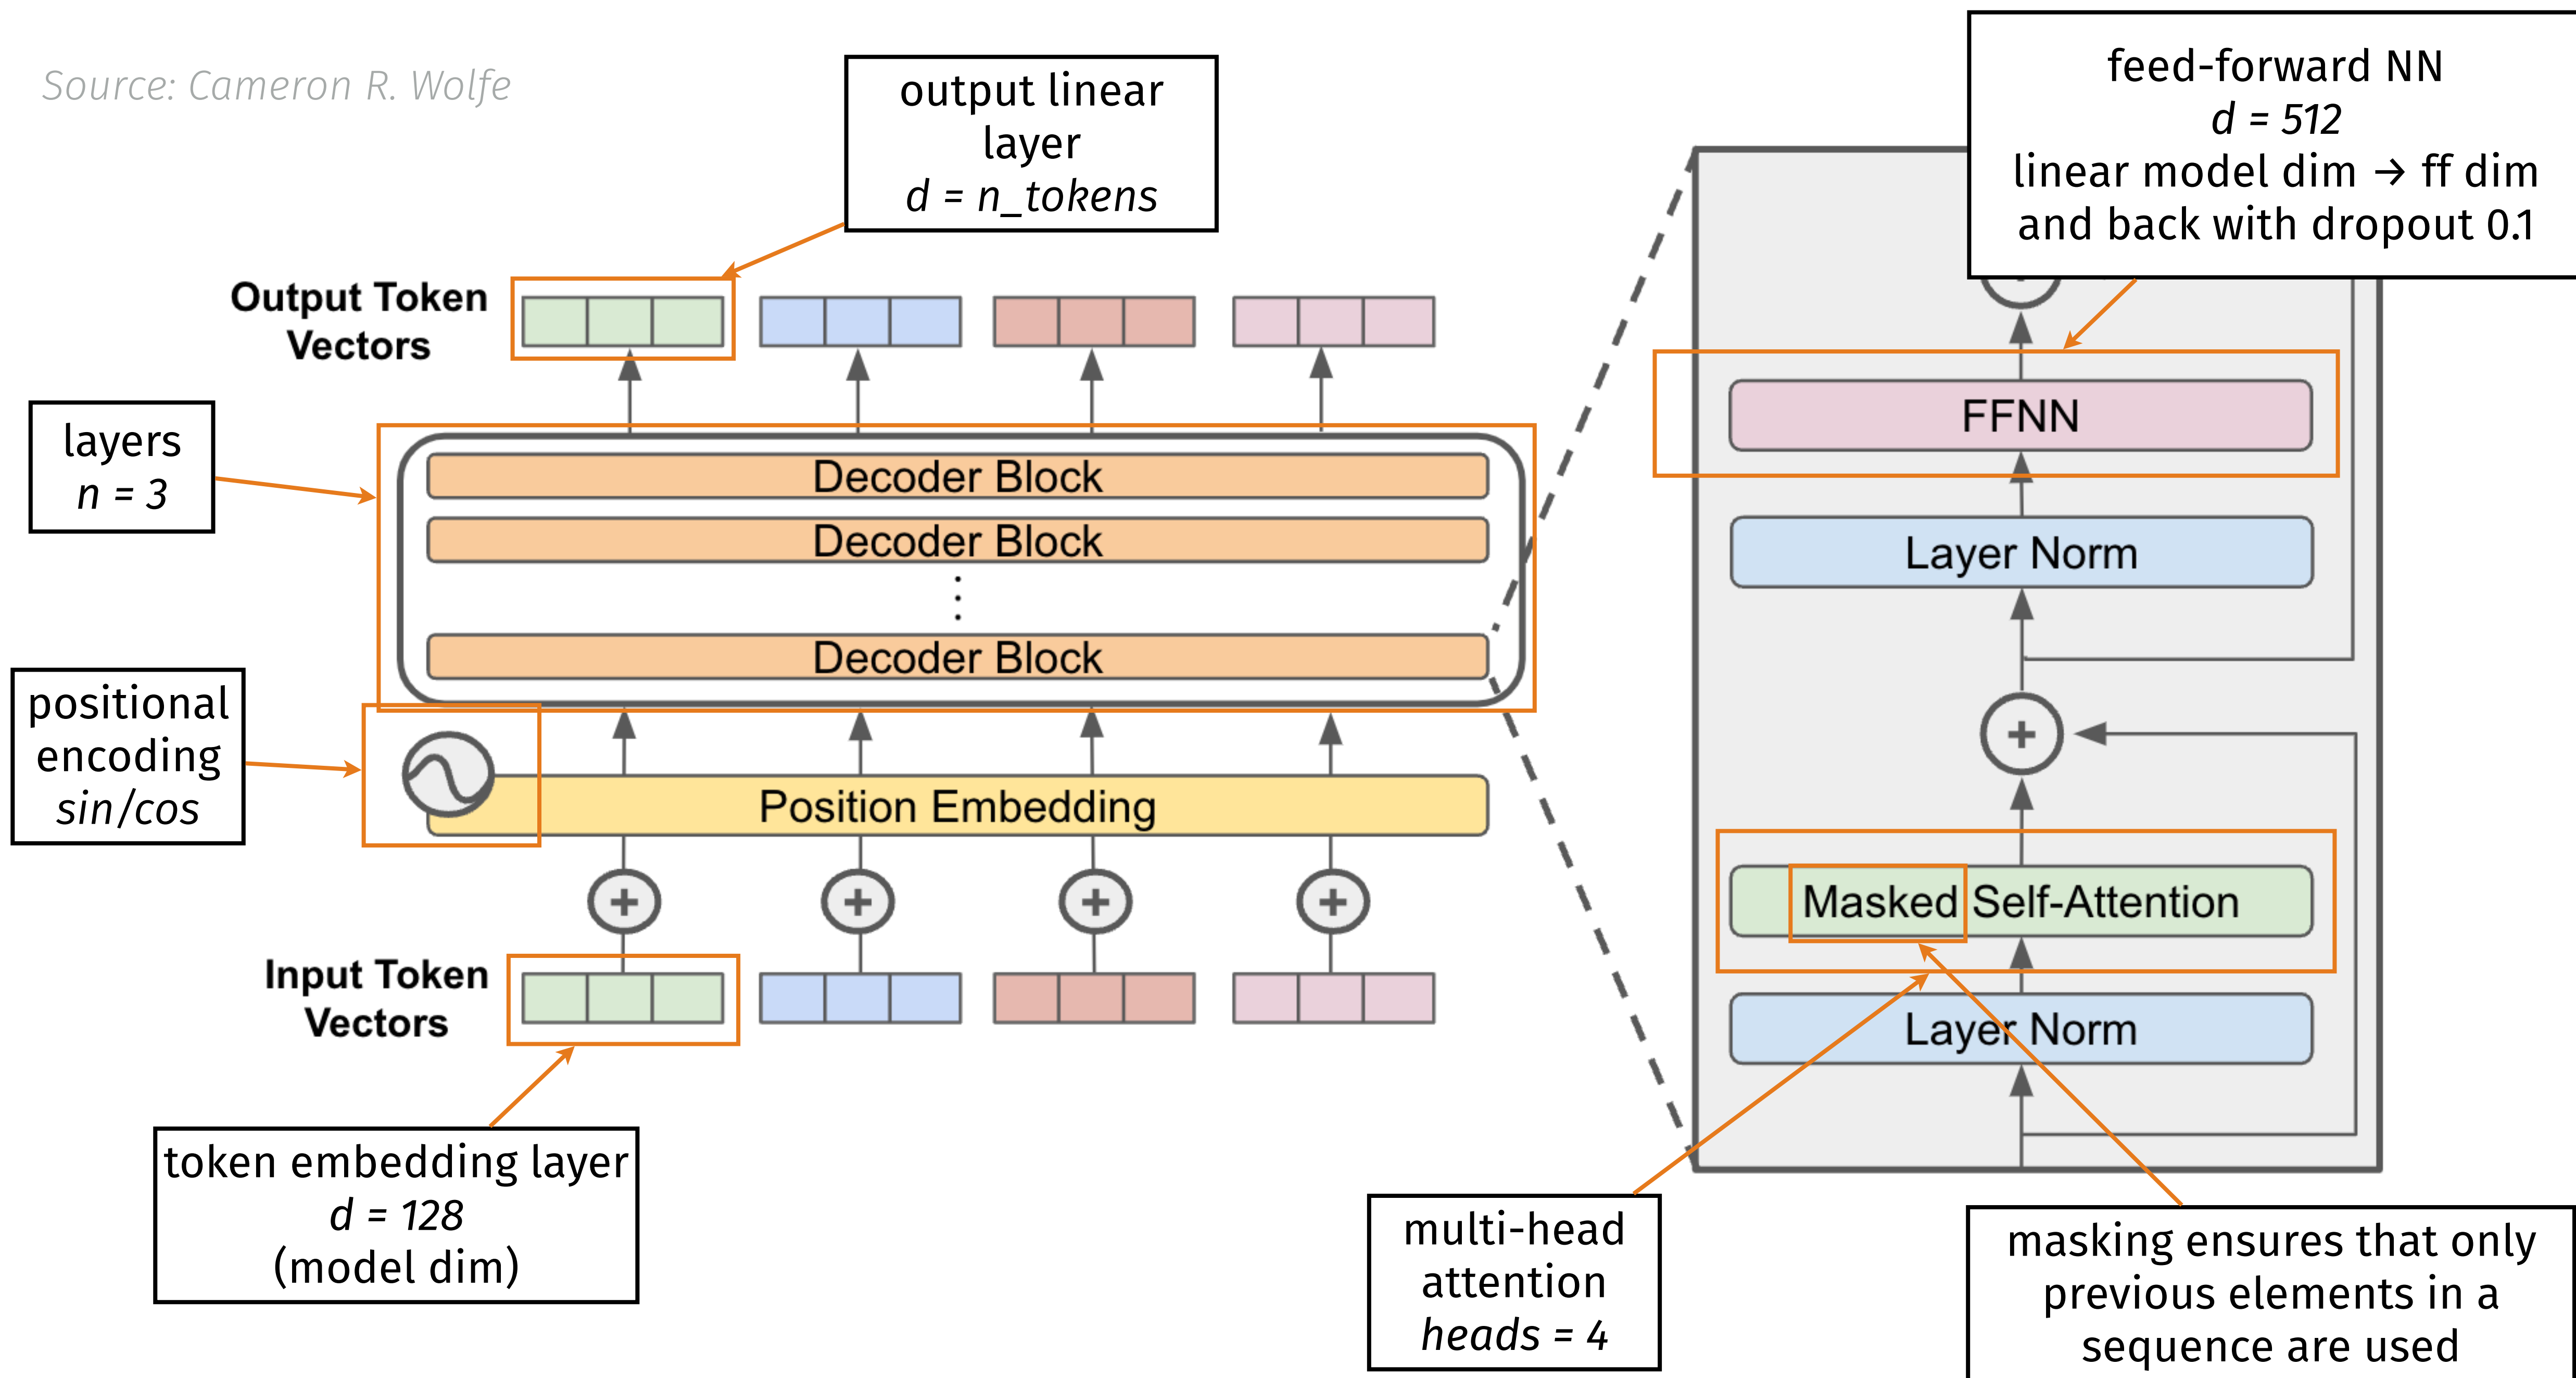 Source: Cameron R. Wolfe
output linear
layer
d = n_tokens
feed-forward NN
d = 512
linear model dim → ff dim
and back with dropout 0.1
Output Token
Vectors
layers
n = 3
Decoder Block
Decoder Block
Decoder Block
positional
encoding
sin/cos
Position Embedding
+
+
+
+
Input Token
Vectors
token embedding layer
d = 128
(model dim)
FFNN
Layer Norm
+
Masked Self-Attention
Layer Norm
multi-head
attention
heads = 4
masking ensures that only
previous elements in a
sequence are used